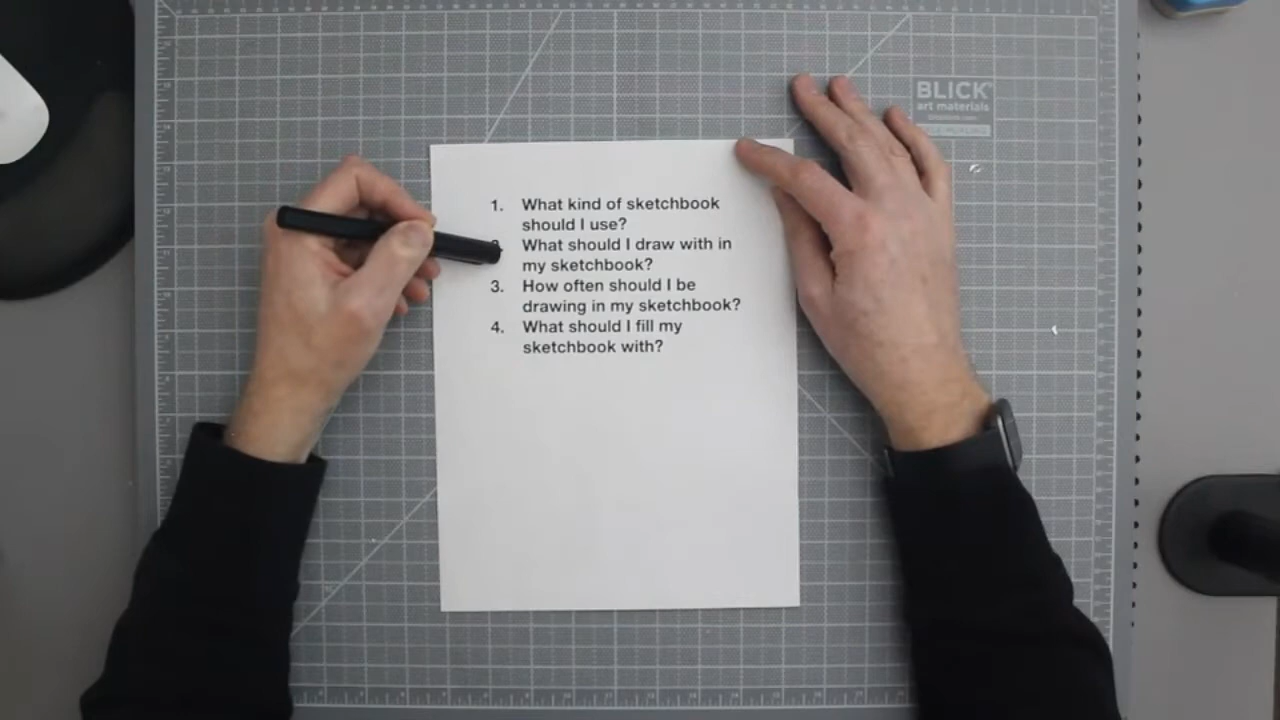 BLICK
art materials
1. What kind of sketchbook
should I use?
What should I draw with in
my sketchbook?
3. How often should I be
drawing in my sketchbook?
4. What should I fill my
sketchbook with?